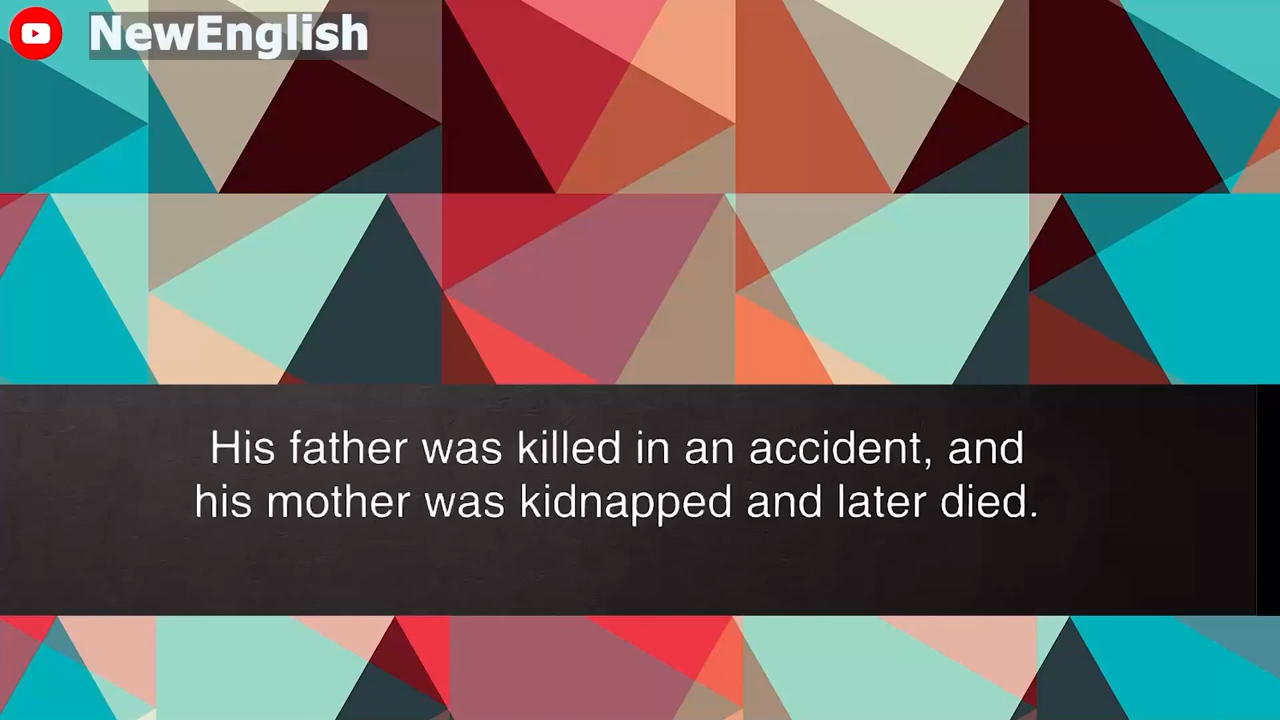 NewEnglish
His father was killed in an accident, and
his mother was kidnapped and later died.